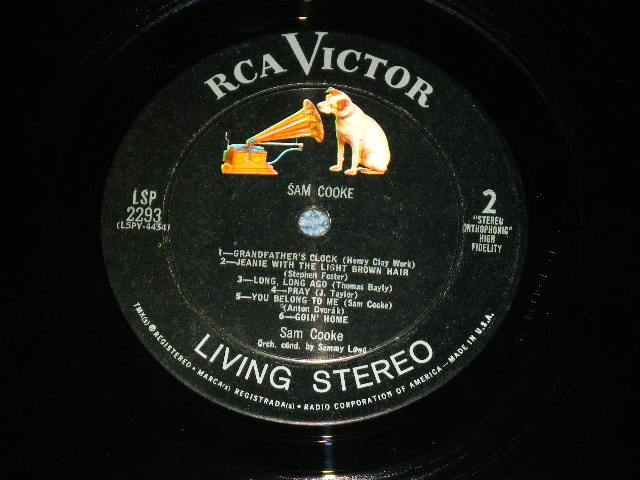 RCA VICTOR
SAM COOKE
LSP
2293
(L5PY-4434)
2
"STEREO
ORTHOPHONIC"
HIGH
FIDELITY
1—GRANDFATHER'S CLOCK (Henry Clay Work)
2—JEANIE WITH THE LIGHT BROWN HAIR
(Stephen Foster)
3—LONG, LONG AGO (Thomas Bayly)
4—PRAY (J. Taylor)
5—YOU BELONG TO ME (Sam Cooke)
(Anton Dvorák)
6—GOIN' HOME
Sam Cooke
Orch. cond. by Sammy Lowe
LIVING STEREO
TMK(s) ® REGISTERED • MARCA(s) REGISTRADA(s) • RADIO CORPORATION OF AMERICA—MADE IN U.S.A.